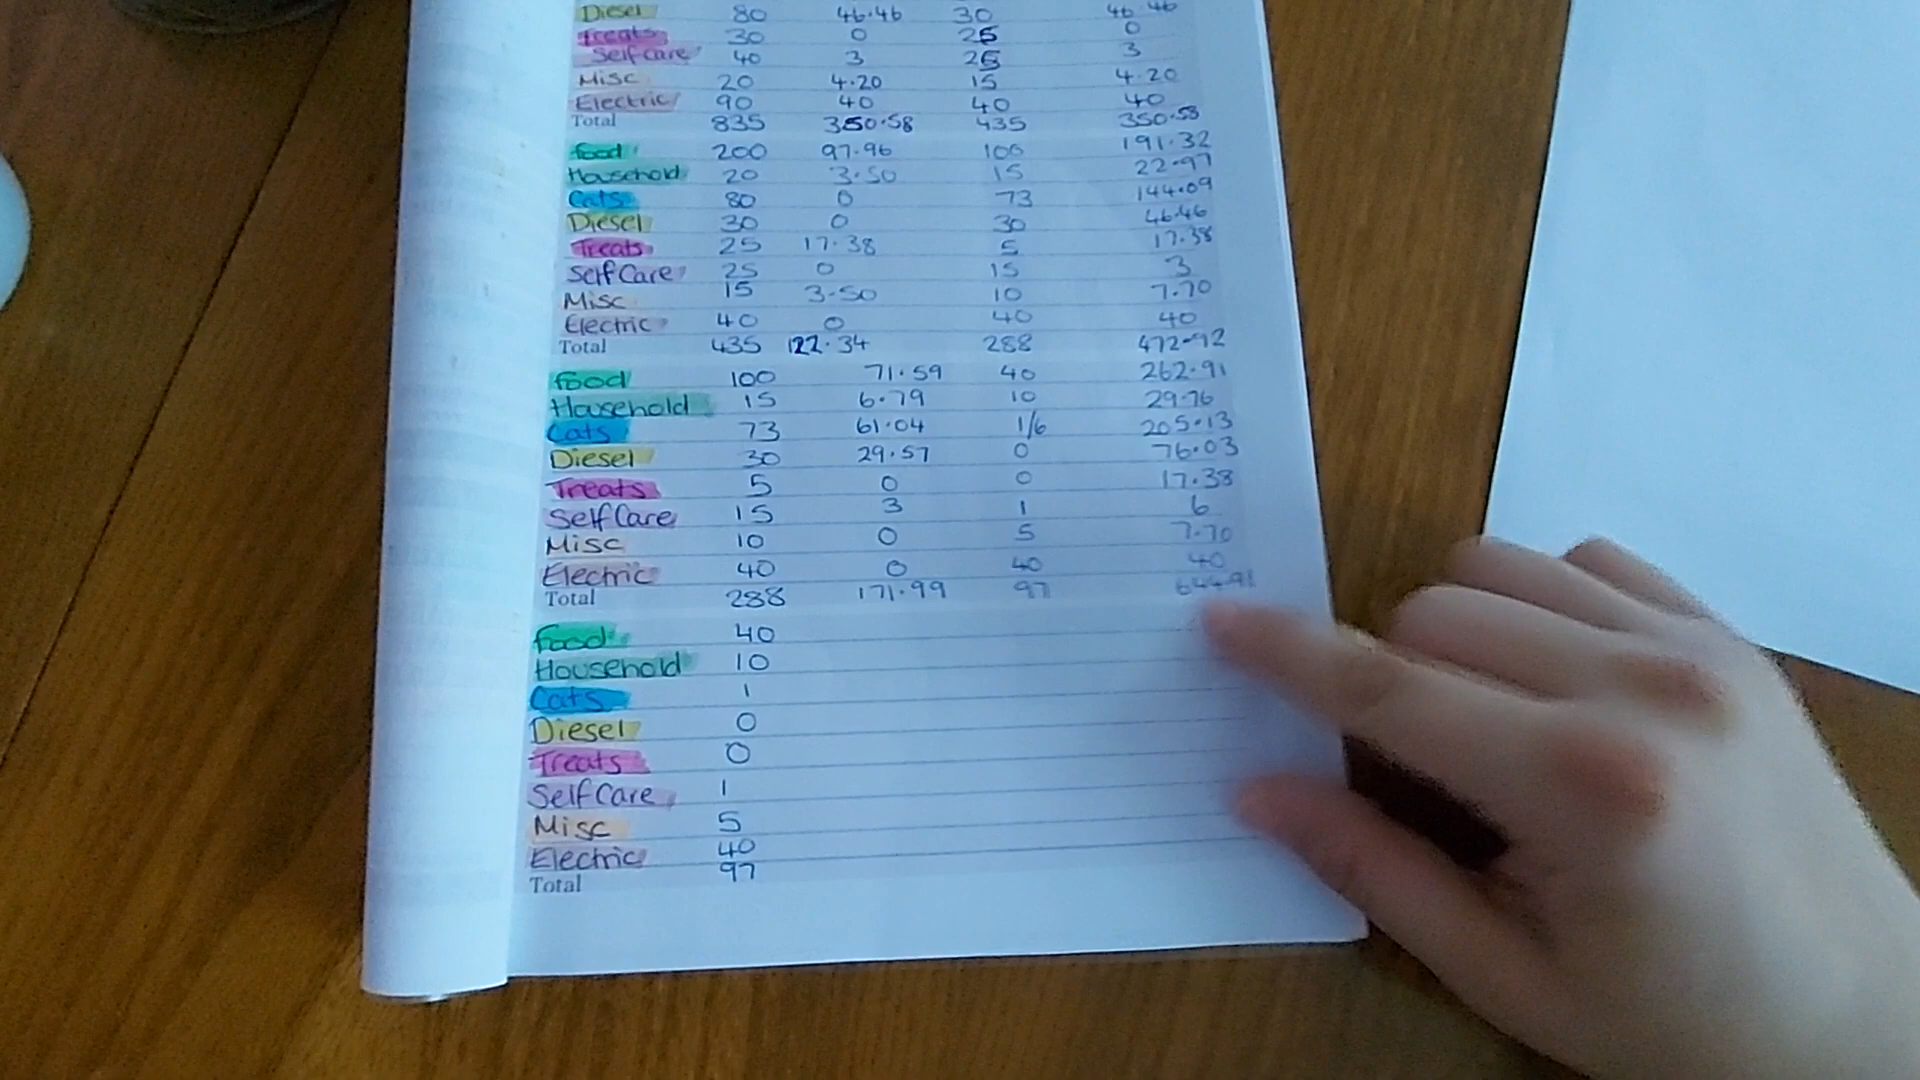 Diesel 80 46.46 30 46.46
Treats 30 0 25 0
Self Care 40 3 25 3
Misc 20 4.20 15 4.20
Electric 90 40 40 40
Total 835 350.58 435 350.58
food 200 97.96 100 191.32
Household 20 3.50 15 22.97
Cats 80 0 73 144.09
Diesel 30 0 30 46.46
Treats 25 17.38 5 17.38
Self Care 25 0 15 3
Misc 15 3.50 10 7.70
Electric 40 0 40 40
Total 435 122.34 288 472.92
food 100 71.59 40 262.91
Household 15 6.79 10 29.76
Cats 73 61.04 1/6 205.13
Diesel 30 29.57 0 76.03
Treats 5 0 0 17.38
Self Care 15 3 1 6
Misc 10 0 5 7.70
Electric 40 0 40 40
Total 288 171.99 97 644.91
food 40
Household 10
Cats 1
Diesel 0
Treats 0
Self Care 1
Misc 5
Electric 40
Total 97